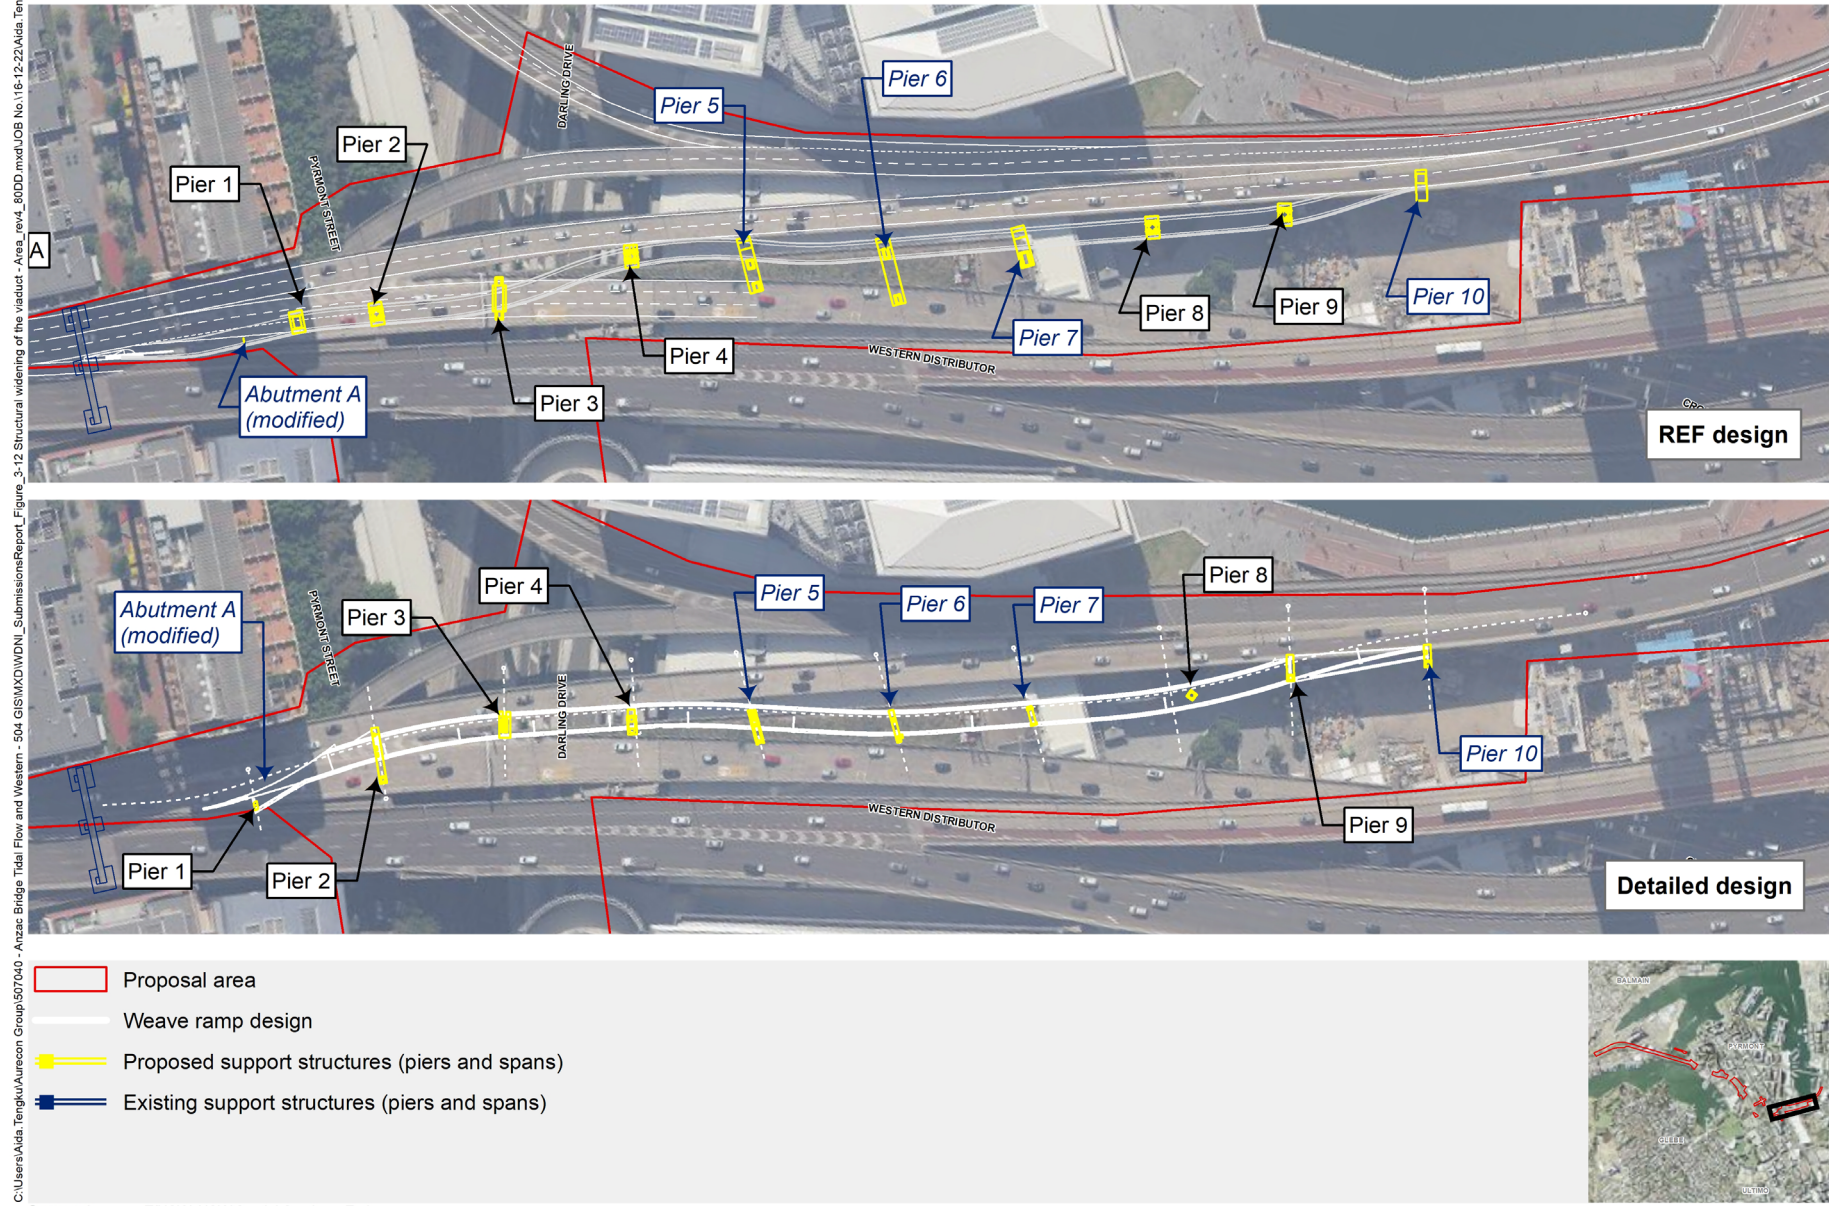 C:\Users\Aida.Tengku\Aurecon Group\507040 - Anzac Bridge Tidal Flow and Western - 504 GIS\MXD\WDNI_SubmissionsReport_Figure_3-12 Structural widening of the viaduct - Area_rev4_80DD.mxd\JOB No.\16-12-22\Aida.Ten
DARLING DRIVE
Pier 6
Pier 5
Pier 2
Pier 1
PYRMONT STREET
A
Pier 10
Pier 9
Pier 8
Pier 7
Pier 4
WESTERN DISTRIBUTOR
Pier 3
Abutment A
(modified)
REF design
Pier 8
Pier 4
Pier 5
Pier 6
Pier 7
Abutment A
(modified)
Pier 3
PYRMONT STREET
DARLING DRIVE
Pier 10
WESTERN DISTRIBUTOR
Pier 9
Pier 1
Pier 2
Detailed design
Proposal area
Weave ramp design
Proposed support structures (piers and spans)
Existing support structures (piers and spans)
BALMAIN
PYRMONT
GLEBE
ULTIMO